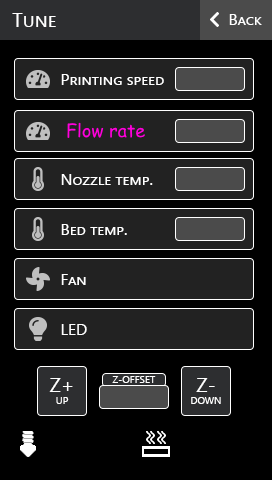 Tune
Back
Printing speed
Flow rate
Nozzle temp.
Bed temp.
Fan
LED
Z+
UP
Z-OFFSET
Z-
DOWN